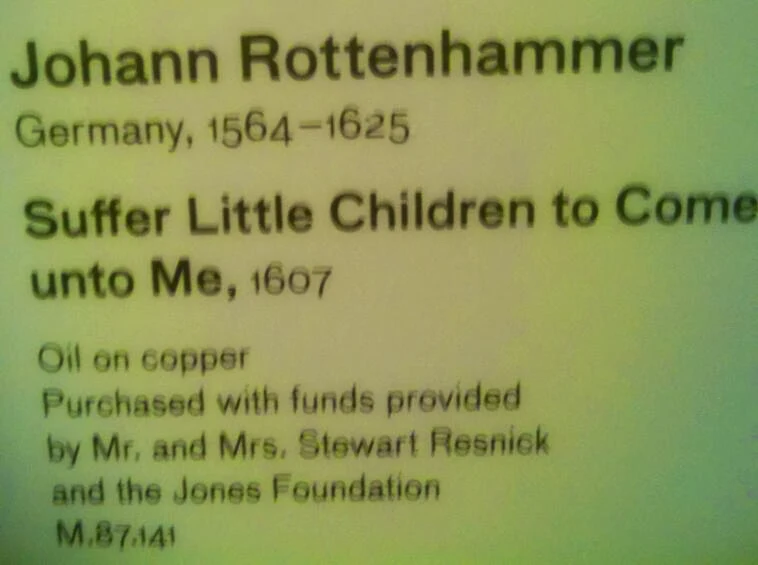 Johann Rottenhammer
Germany, 1564–1625
Suffer Little Children to Come
unto Me, 1607
Oil on copper
Purchased with funds provided
by Mr. and Mrs. Stewart Resnick
and the Jones Foundation
M.87.141